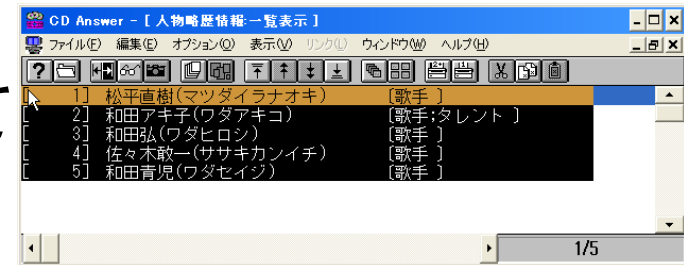 CD Answer - [ 人物略歴情報:一覧表示 ]
ファイル(F) 編集(E) オプション(O) 表示(V) リンク(L) ウィンドウ(W) ヘルプ(H)
[ 1] 松平直樹(マツダイラナオキ) [歌手 ]
[ 2] 和田アキ子(ワダアキコ) [歌手;タレント ]
[ 3] 和田弘(ワダヒロシ) [歌手 ]
[ 4] 佐々木敢一(ササキカンイチ) [歌手 ]
[ 5] 和田青児(ワダセイジ) [歌手 ]
1/5